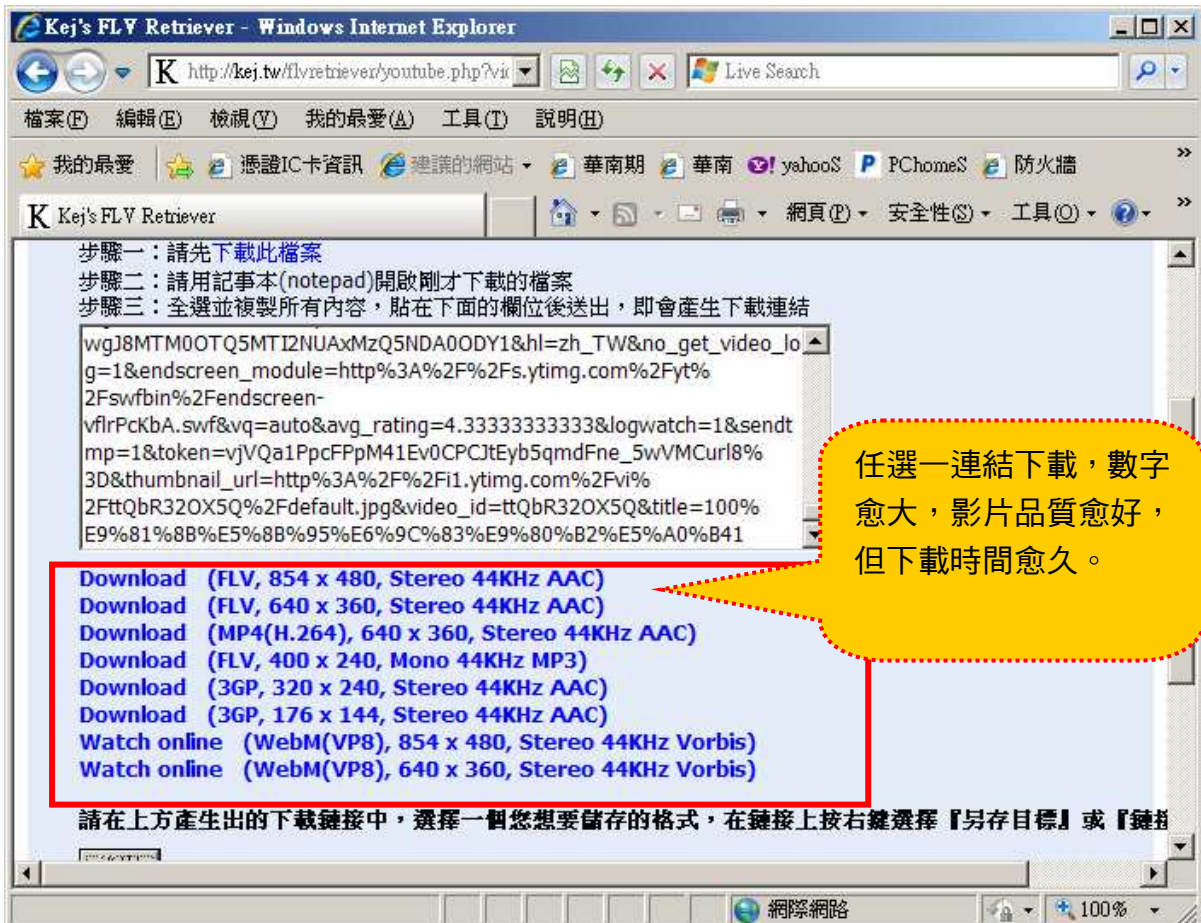 Kej's FLV Retriever - Windows Internet Explorer
K http://kej.tw/flvretriever/youtube.php?vi
Live Search
檔案(F) 編輯(E) 檢視(V) 我的最愛(A) 工具(T) 說明(H)
我的最愛 憑證IC卡資訊 建議的網站 華南期 華南 yahooS PChomeS 防火牆 »
K Kej's FLV Retriever 網頁(P) 安全性(S) 工具(O) »
步驟一:請先下載此檔案
步驟二:請用記事本(notepad)開啟剛才下載的檔案
步驟三:全選並複製所有內容,貼在下面的欄位後送出,即會產生下載連結
wgJ8MTM0OTQ5MTI2NUAxMzQ5NDA0ODY1&hl=zh_TW&no_get_video_lo
g=1&endscreen_module=http%3A%2F%2Fs.ytimg.com%2Fyt%
2Fswfbin%2Fendscreen-
vflrPcKbA.swf&vq=auto&avg_rating=4.33333333333&logwatch=1&sendt
mp=1&token=vjVQa1PpcFPpM41Ev0CPCJtEyb5qmdFne_5wVMCurl8%
3D&thumbnail_url=http%3A%2F%2Fi1.ytimg.com%2Fvi%
2FttQbR32OX5Q%2Fdefault.jpg&video_id=ttQbR32OX5Q&title=100%
E9%81%8B%E5%8B%95%E6%9C%83%E9%80%B2%E5%A0%B41
任選一連結下載,數字
愈大,影片品質愈好,
但下載時間愈久。
Download (FLV, 854 x 480, Stereo 44KHz AAC)
Download (FLV, 640 x 360, Stereo 44KHz AAC)
Download (MP4(H.264), 640 x 360, Stereo 44KHz AAC)
Download (FLV, 400 x 240, Mono 44KHz MP3)
Download (3GP, 320 x 240, Stereo 44KHz AAC)
Download (3GP, 176 x 144, Stereo 44KHz AAC)
Watch online (WebM(VP8), 854 x 480, Stereo 44KHz Vorbis)
Watch online (WebM(VP8), 640 x 360, Stereo 44KHz Vorbis)
請在上方產生出的下載鏈接中,選擇一個您想要儲存的格式,在鏈接上按右鍵選擇『另存目標』或『鏈
網際網路 100%